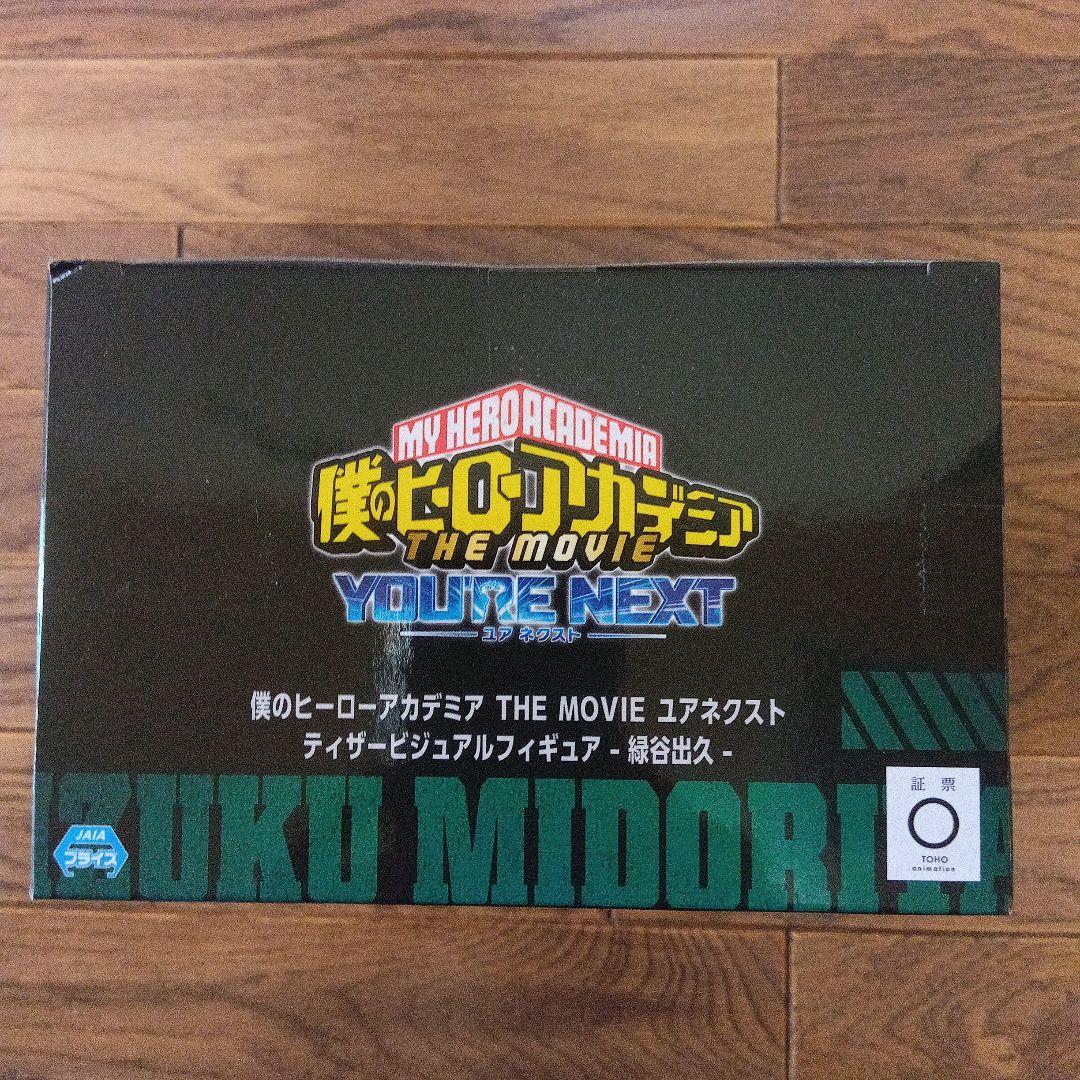 MY HERO ACADEMIA
僕のヒーローアカデミア
THE MOVIE
YOU'RE NEXT
ユア ネクスト
僕のヒーローアカデミア THE MOVIE ユアネクスト
ティザービジュアルフィギュア - 緑谷出久 -
IZUKU MIDORIYA
JAIA
プライズ
証票
TOHO
animation